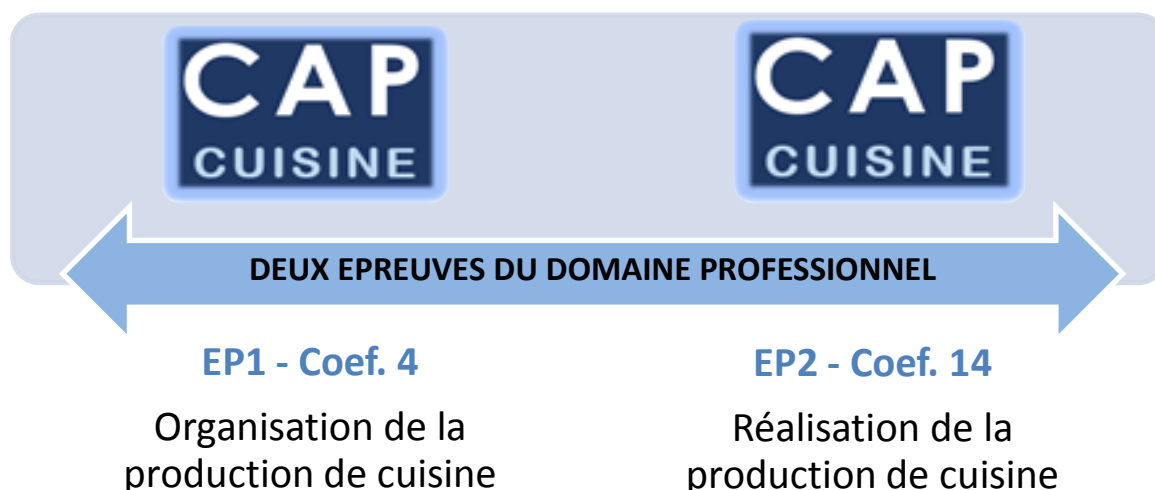 CAP
CUISINE
CAP
CUISINE
DEUX EPREUVES DU DOMAINE PROFESSIONNEL
EP1 - Coef. 4
Organisation de la
production de cuisine
EP2 - Coef. 14
Réalisation de la
production de cuisine